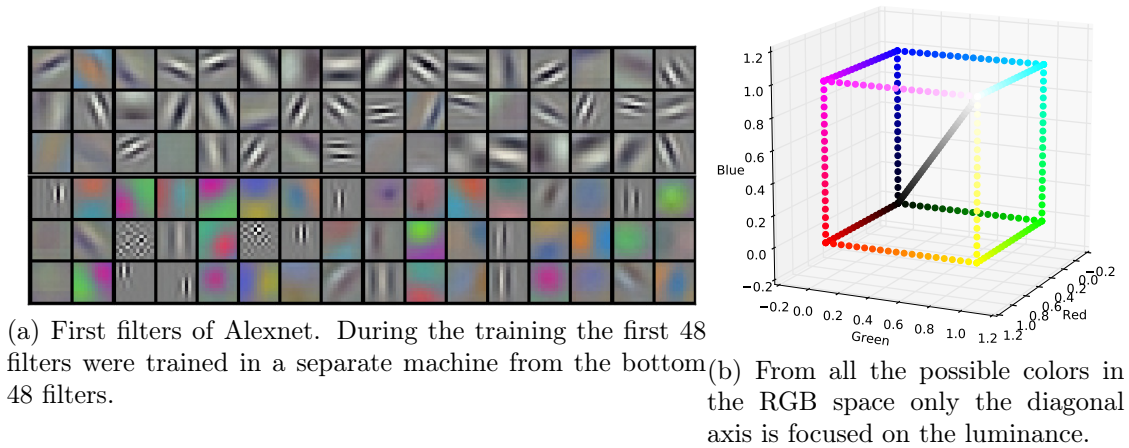 1.2
1.0
0.8
0.6
0.4
0.2
0.0
Blue
−0.2 0.0 0.2 0.4 0.6 0.8 1.0 1.2
Green
−0.2
0.0
0.2
0.4
0.6
0.8
1.0
1.2
Red
(a) First filters of Alexnet. During the training the first 48
filters were trained in a separate machine from the bottom
48 filters.
(b) From all the possible colors in
the RGB space only the diagonal
axis is focused on the luminance.